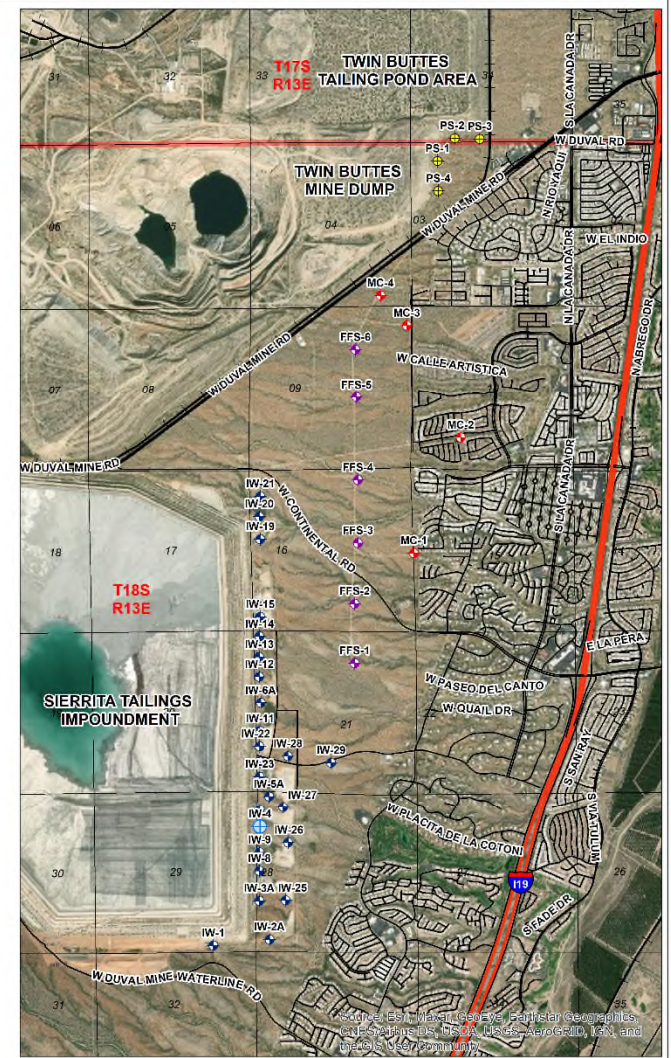 TWIN BUTTES
TAILING POND AREA
T17S
R13E
31
32
33
34
35
S LA CANADA DR
PS-2
PS-3
W DUVAL RD
PS-1
PS-4
TWIN BUTTES
MINE DUMP
N RIO YAQUI
W DUVAL MINE RD
05
04
03
W EL INDIO
N LA CANADA DR
N ABREGO DR
MC-4
MC-3
FFS-6
W CALLE ARTISTICA
W DUVAL MINE RD
07
08
09
FFS-5
MC-2
S LA CANADA DR
W DUVAL MINE RD
FFS-4
IW-21
IW-20
IW-19
W CONTINENTAL RD
FFS-3
MC-1
18
17
16
T18S
R13E
FFS-2
IW-15
IW-14
IW-13
IW-12
FFS-1
E LA PERA
W PASEO DEL CANTO
W QUAIL DR
IW-6A
SIERRITA TAILINGS
IMPOUNDMENT
IW-11
21
IW-22
IW-28
IW-29
S SAN RAY
IW-23
IW-5A
IW-27
S VIA TULUM
IW-4
W PLACITA DE LA COTONI
IW-9
IW-26
IW-8
30
29
27
26
I19
IW-3A
IW-25
S FADE DR
IW-1
IW-2A
W DUVAL MINE WATERLINE RD
31
32
33
34
35
Source: Esri, Maxar, GeoEye, Earthstar Geographics,
CNES/Airbus DS, USDA, USGS, AeroGRID, IGN, and
the GIS User Community